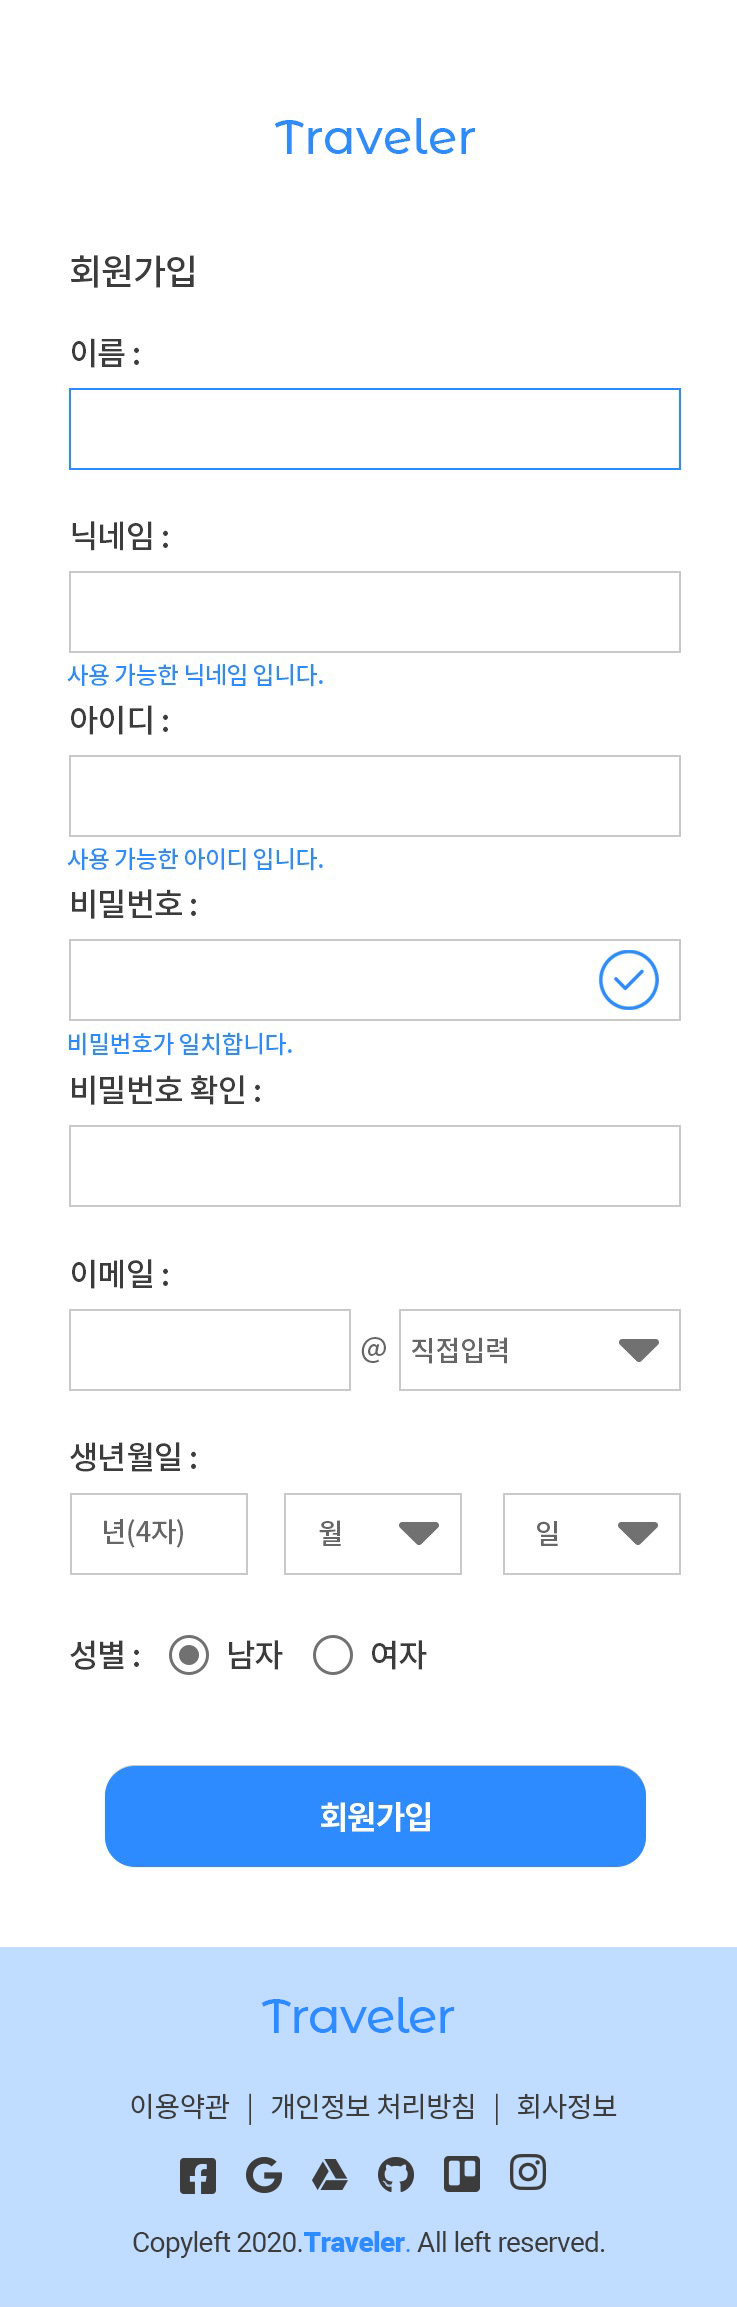 Traveler
회원가입
이름 :
닉네임 :
사용 가능한 닉네임 입니다.
아이디 :
사용 가능한 아이디 입니다.
비밀번호 :
비밀번호가 일치합니다.
비밀번호 확인 :
이메일 :
@ 직접입력
생년월일 :
년(4자) 월 일
성별 : 남자 여자
회원가입
Traveler
이용약관 | 개인정보 처리방침 | 회사정보
Copyleft 2020.Traveler. All left reserved.